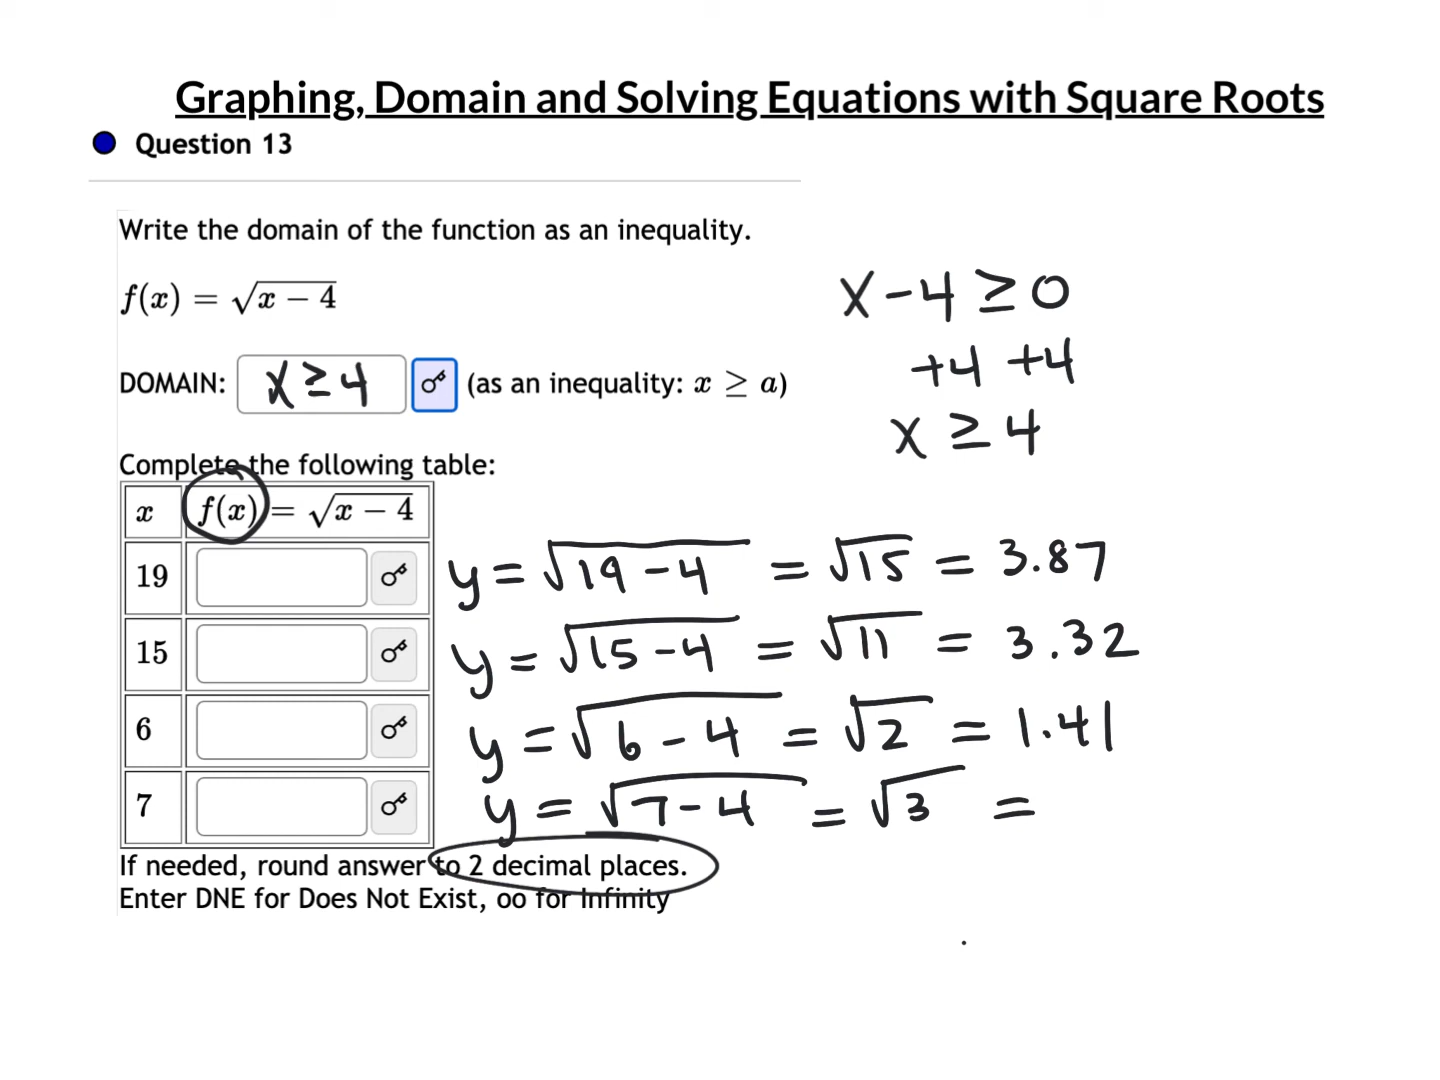 Graphing, Domain and Solving Equations with Square Roots
Question 13
Write the domain of the function as an inequality.
f(x) = √(x − 4)
x - 4 ≥ 0
+4 +4
x ≥ 4
DOMAIN: x ≥ 4 (as an inequality: x ≥ a)
Complete the following table:
x f(x) = √(x − 4)
19 y = √(19 - 4) = √15 = 3.87
15 y = √(15 - 4) = √11 = 3.32
6 y = √(6 - 4) = √2 = 1.41
7 y = √(7 - 4) = √3 =
If needed, round answer to 2 decimal places.
Enter DNE for Does Not Exist, oo for Infinity